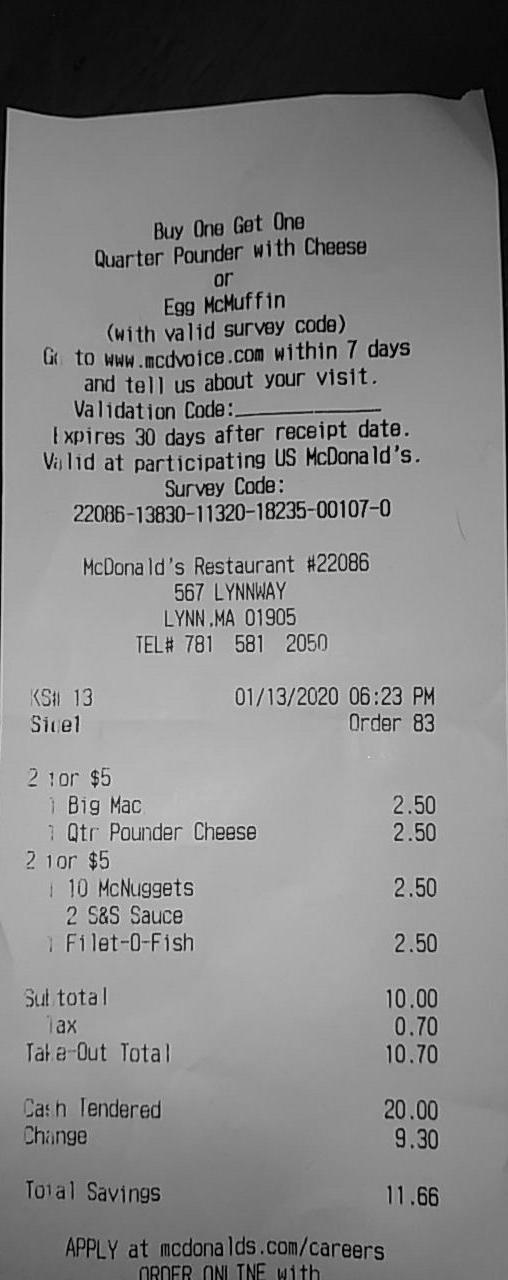 Buy One Get One
Quarter Pounder with Cheese
or
Egg McMuffin
(with valid survey code)
Go to www.mcdvoice.com within 7 days
and tell us about your visit.
Validation Code:
Expires 30 days after receipt date.
Valid at participating US McDonald's.
Survey Code:
22086-13830-11320-18235-00107-0
McDonald's Restaurant #22086
567 LYNNWAY
LYNN,MA 01905
TEL# 781 581 2050
KS# 13 01/13/2020 06:23 PM
Side1 Order 83
2 for $5
1 Big Mac 2.50
1 Qtr Pounder Cheese 2.50
2 for $5
1 10 McNuggets 2.50
2 S&S Sauce
1 Filet-O-Fish 2.50
Subtotal 10.00
Tax 0.70
Take-Out Total 10.70
Cash Tendered 20.00
Change 9.30
Total Savings 11.66
APPLY at mcdonalds.com/careers
ORDER ONLINE with